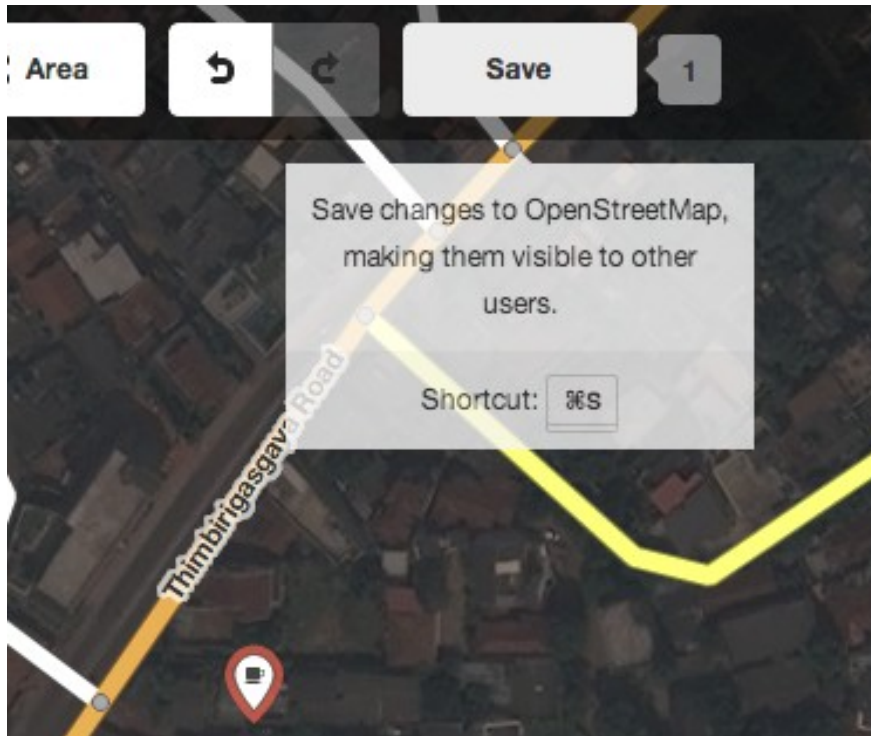 Area
Save
1
Save changes to OpenStreetMap,
making them visible to other
users.
Shortcut: ⌘S
Thimbirigasgaya Road